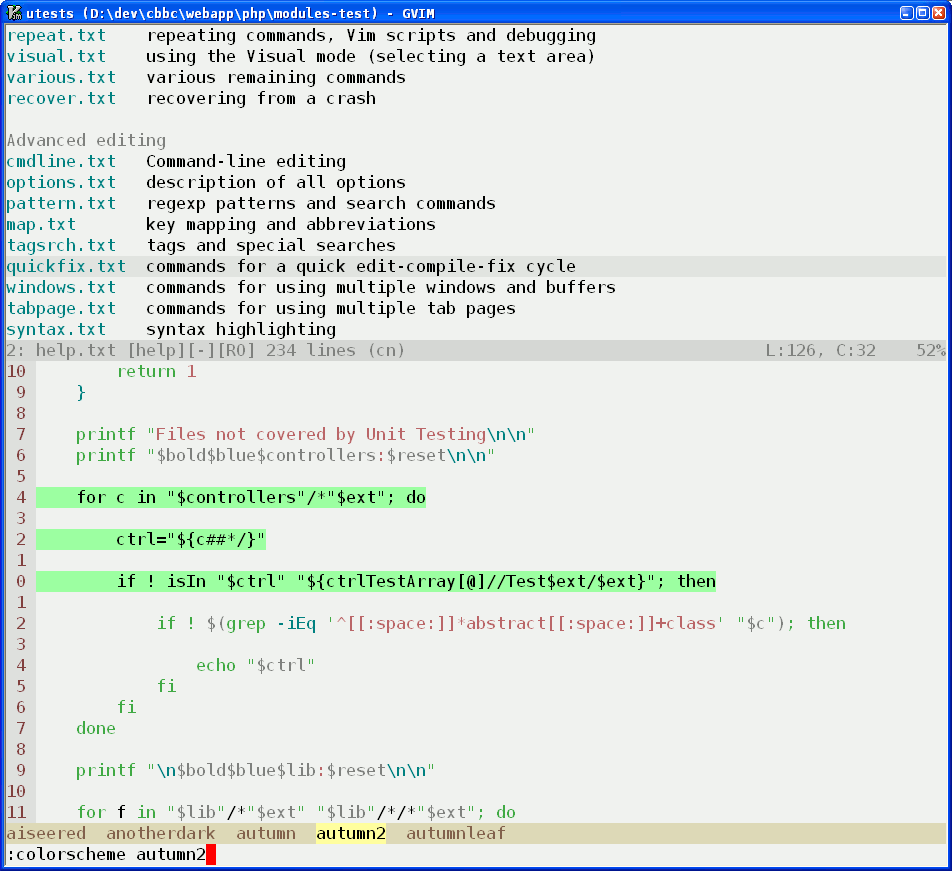 utests (D:\dev\cbbc\webapp\php\modules-test) - GVIM
repeat.txt    repeating commands, Vim scripts and debugging
visual.txt    using the Visual mode (selecting a text area)
various.txt   various remaining commands
recover.txt   recovering from a crash
Advanced editing
cmdline.txt   Command-line editing
options.txt   description of all options
pattern.txt   regexp patterns and search commands
map.txt       key mapping and abbreviations
tagsrch.txt   tags and special searches
quickfix.txt  commands for a quick edit-compile-fix cycle
windows.txt   commands for using multiple windows and buffers
tabpage.txt   commands for using multiple tab pages
syntax.txt    syntax highlighting
2: help.txt [help][-][RO] 234 lines (cn)                                    L:126, C:32    52%
10         return 1
 9     }
 8
 7     printf "Files not covered by Unit Testing\n\n"
 6     printf "$bold$blue$controllers:$reset\n\n"
 5
 4     for c in "$controllers"/*"$ext"; do
 3
 2         ctrl="${c##*/}"
 1
 0         if ! isIn "$ctrl" "${ctrlTestArray[@]//Test$ext/$ext}"; then
 1
 2             if ! $(grep -iEq '^[[:space:]]*abstract[[:space:]]+class' "$c"); then
 3
 4                 echo "$ctrl"
 5             fi
 6         fi
 7     done
 8
 9     printf "\n$bold$blue$lib:$reset\n\n"
10
11     for f in "$lib"/*"$ext" "$lib"/*/*"$ext"; do
aiseered  anotherdark  autumn  autumn2  autumnleaf
:colorscheme autumn2